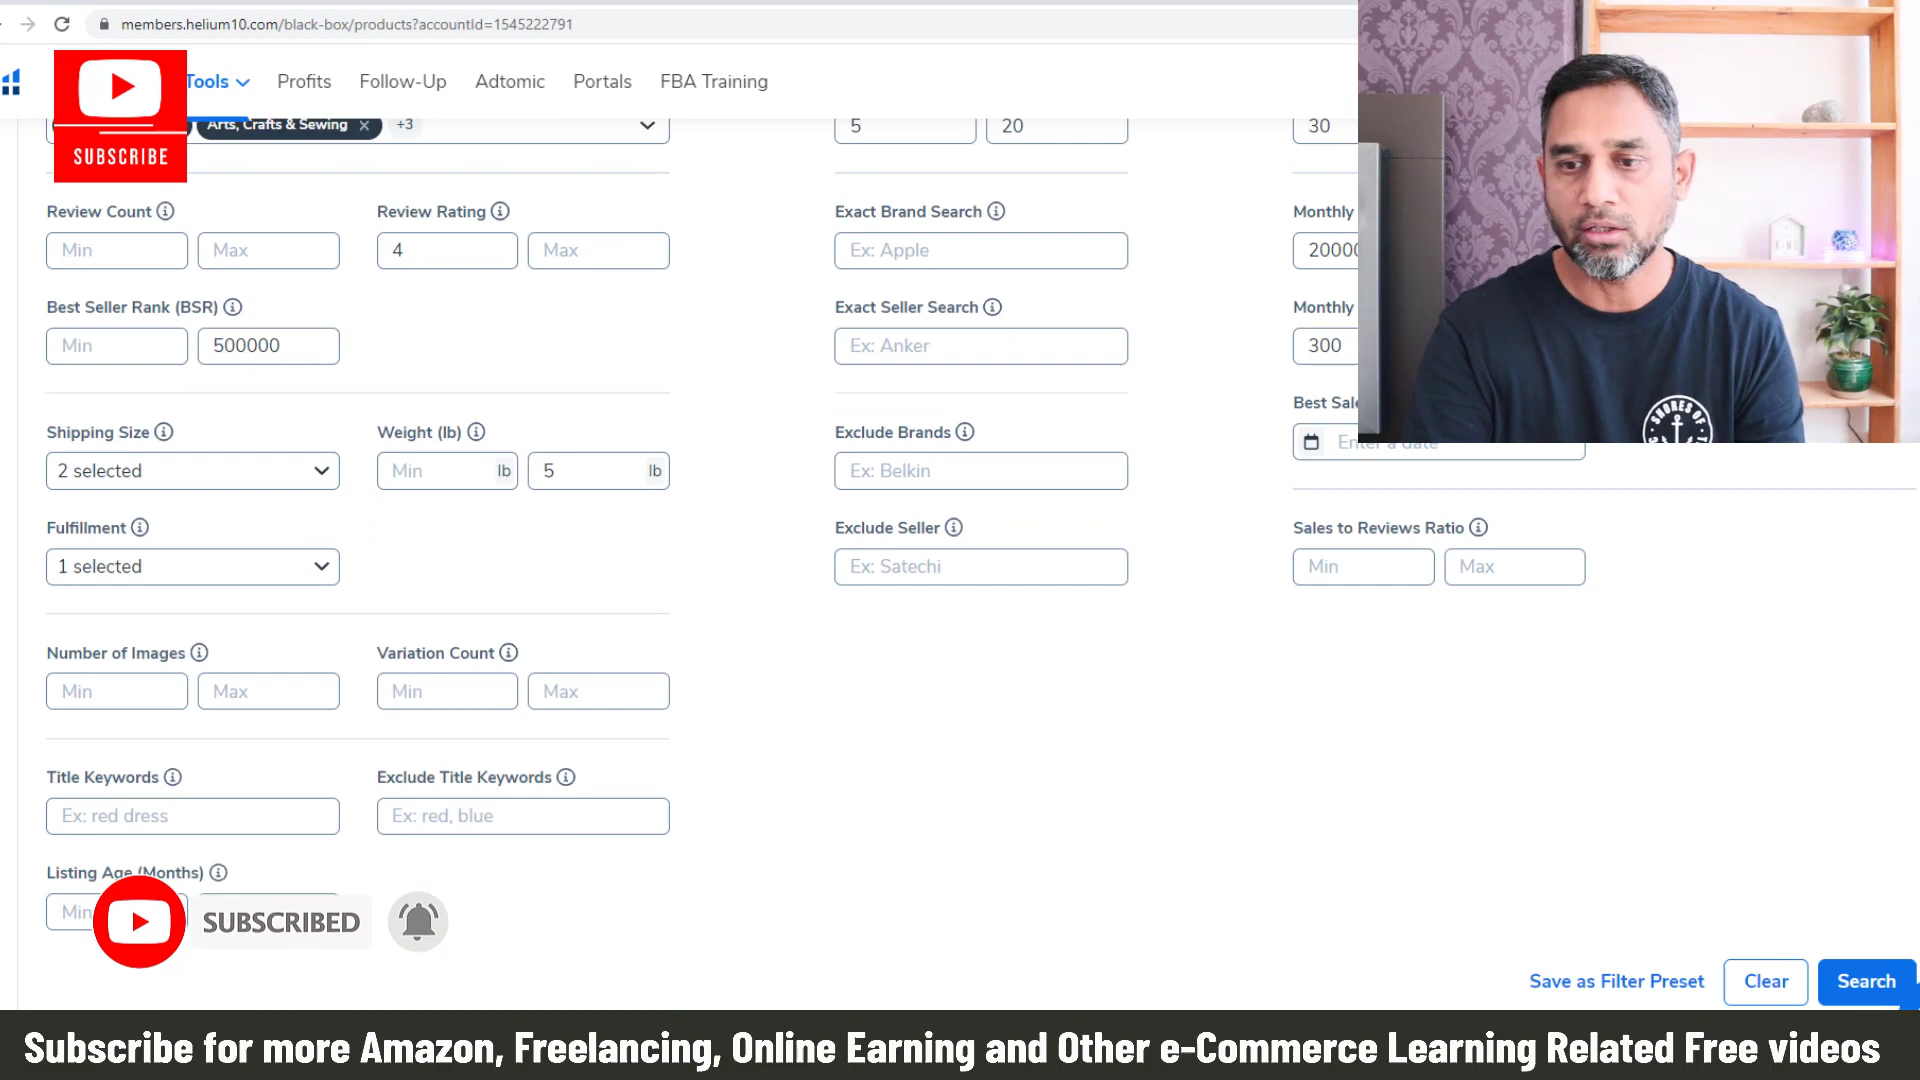 members.helium10.com/black-box/products?accountId=1545222791
Tools
Profits
Follow-Up
Adtomic
Portals
FBA Training
SUBSCRIBE
Arts, Crafts & Sewing
+3
5
20
30
Review Count
Review Rating
Exact Brand Search
Monthly
Min
Max
4
Max
Ex: Apple
20000
Best Seller Rank (BSR)
Exact Seller Search
Monthly
Min
500000
Ex: Anker
300
Best Sale
Shipping Size
Weight (lb)
Exclude Brands
Enter a date
2 selected
Min
lb
5
lb
Ex: Belkin
Fulfillment
Exclude Seller
Sales to Reviews Ratio
1 selected
Ex: Satechi
Min
Max
Number of Images
Variation Count
Min
Max
Min
Max
Title Keywords
Exclude Title Keywords
Ex: red dress
Ex: red, blue
Listing Age (Months)
Min
SUBSCRIBED
Save as Filter Preset
Clear
Search
SHORES OF
KIND
Subscribe for more Amazon, Freelancing, Online Earning and Other e-Commerce Learning Related Free videos